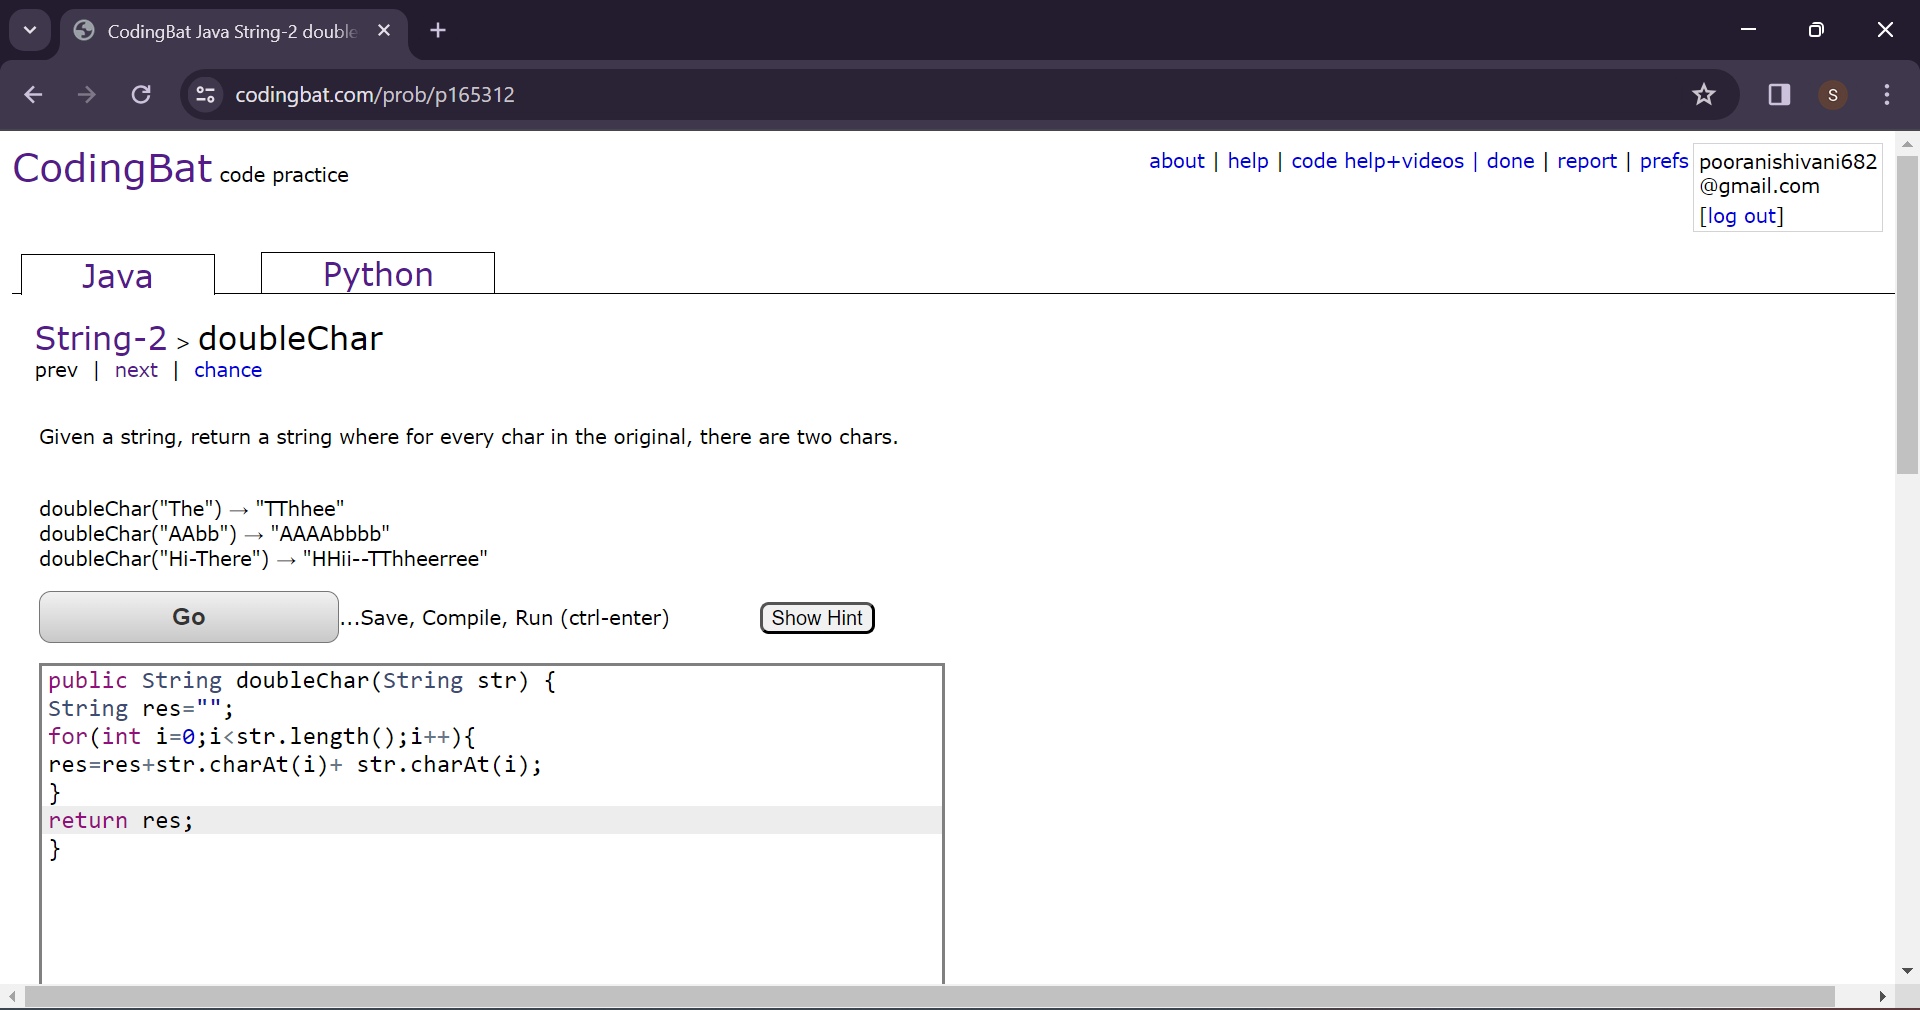 CodingBat Java String-2 double
codingbat.com/prob/p165312
S
CodingBat code practice
about | help | code help+videos | done | report | prefs
pooranishivani682
@gmail.com
[log out]
Java
Python
String-2 > doubleChar
prev | next | chance
Given a string, return a string where for every char in the original, there are two chars.
doubleChar("The") → "TThhee"
doubleChar("AAbb") → "AAAAbbbb"
doubleChar("Hi-There") → "HHii--TThheerree"
Go
...Save, Compile, Run (ctrl-enter)
Show Hint
public String doubleChar(String str) {
String res="";
for(int i=0;i<str.length();i++){
res=res+str.charAt(i)+ str.charAt(i);
}
return res;
}